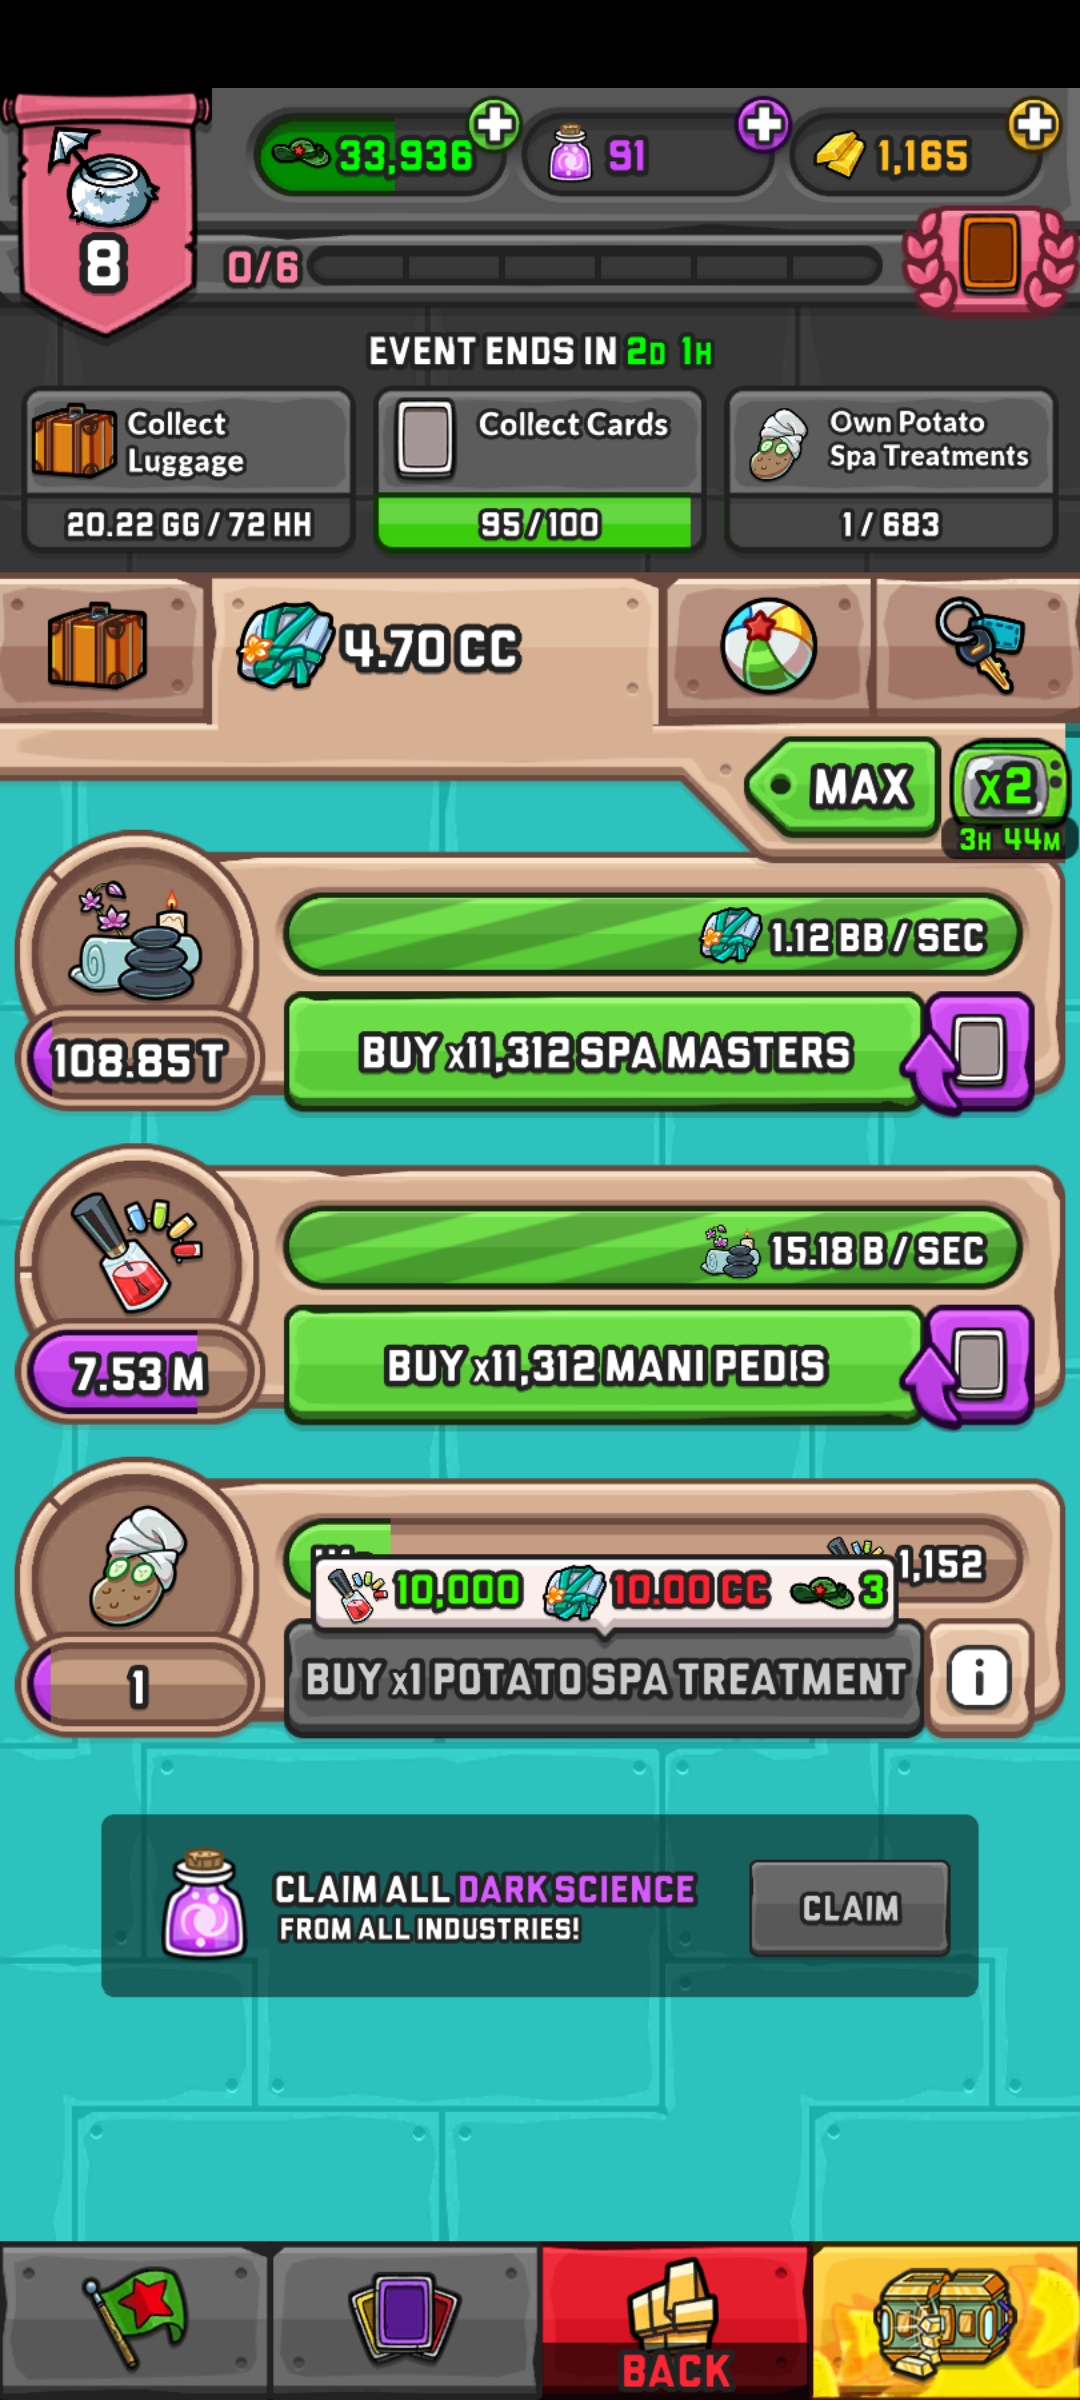 33,936
91
1,165
8
0/6
EVENT ENDS IN 2D 1H
Collect
Luggage
20.22 GG / 72 HH
Collect Cards
95 / 100
Own Potato
Spa Treatments
1 / 683
4.70 CC
MAX
x2
3H 44M
1.12 BB / SEC
108.85 T
BUY x11,312 SPA MASTERS
15.18 B / SEC
7.53 M
BUY x11,312 MANI PEDIS
1,152
10,000
10.00 CC
3
1
BUY x1 POTATO SPA TREATMENT
i
CLAIM ALL DARK SCIENCE
FROM ALL INDUSTRIES!
CLAIM
BACK